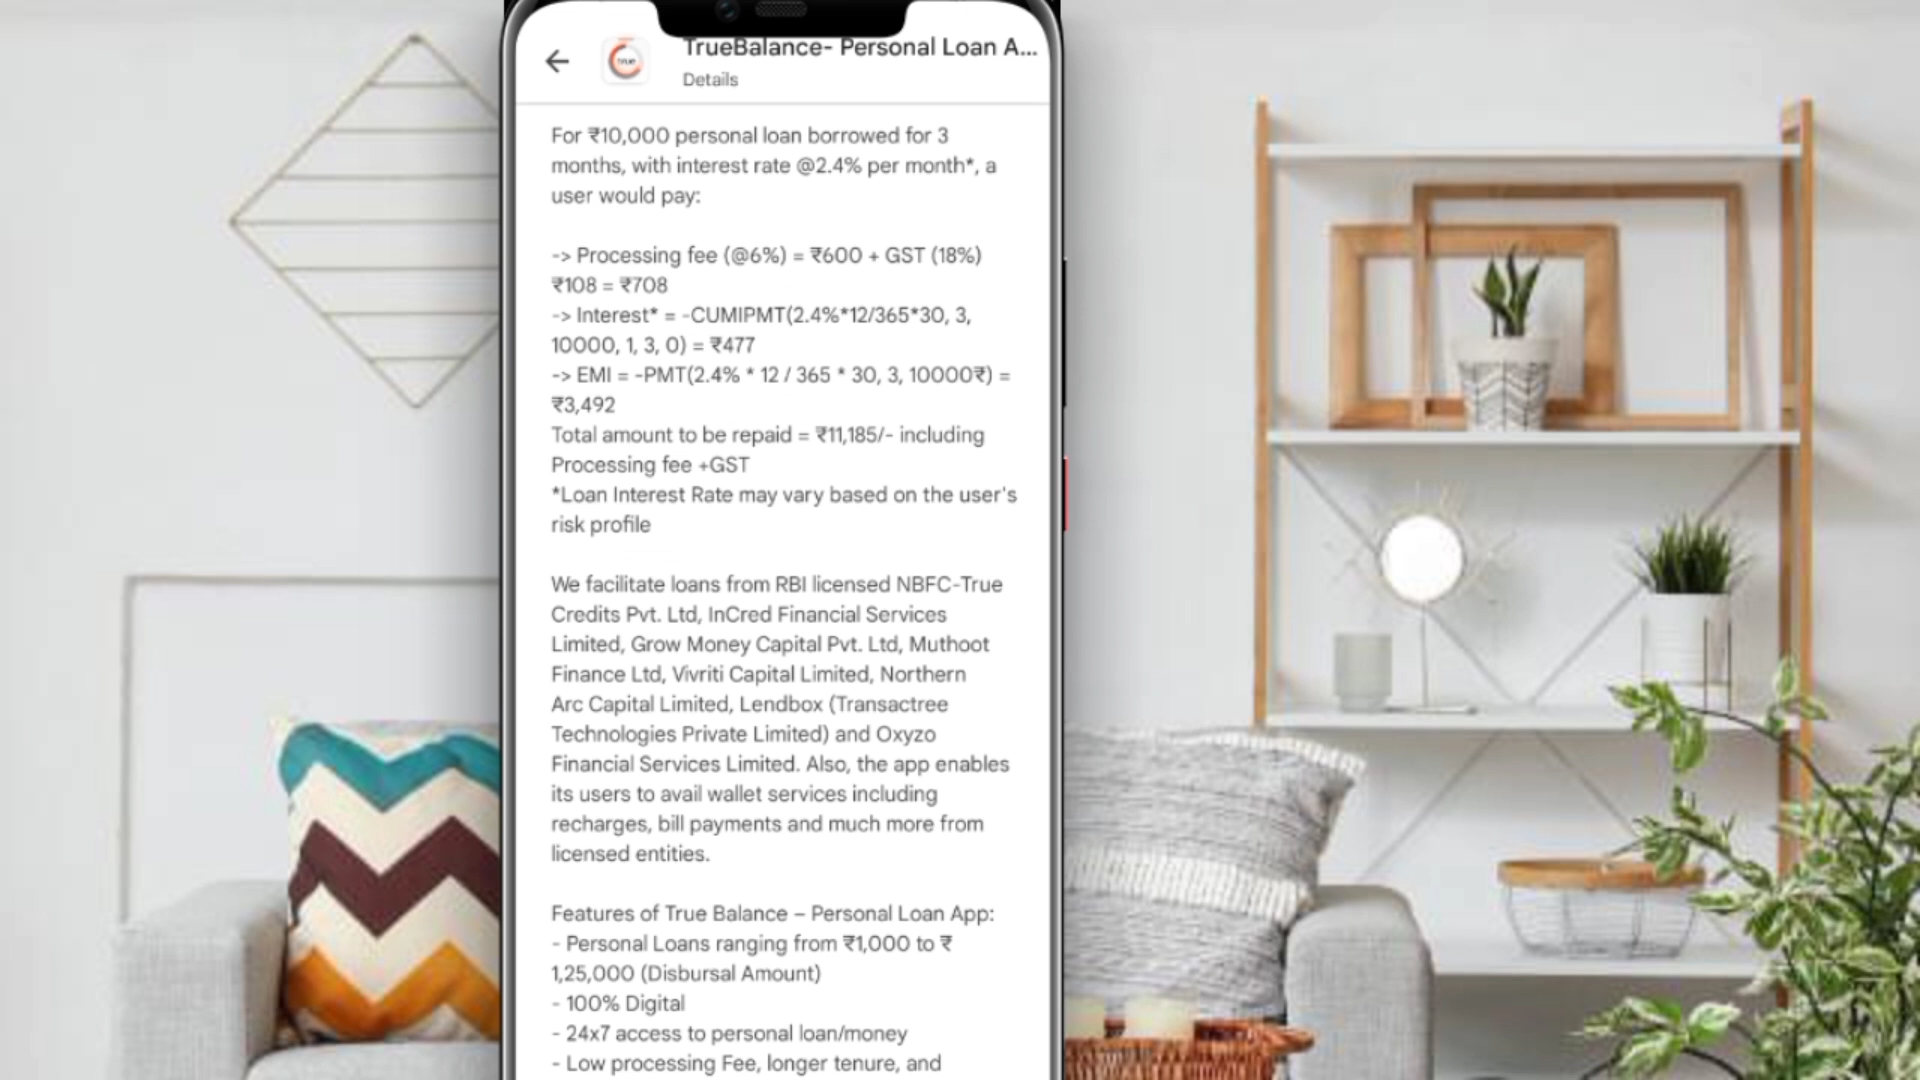 TrueBalance- Personal Loan A...
true
Details
For ₹10,000 personal loan borrowed for 3
months, with interest rate @2.4% per month*, a
user would pay:
-> Processing fee (@6%) = ₹600 + GST (18%)
₹108 = ₹708
-> Interest* = -CUMIPMT(2.4%*12/365*30, 3,
10000, 1, 3, 0) = ₹477
-> EMI = -PMT(2.4% * 12 / 365 * 30, 3, 10000₹) =
₹3,492
Total amount to be repaid = ₹11,185/- including
Processing fee +GST
*Loan Interest Rate may vary based on the user's
risk profile
We facilitate loans from RBI licensed NBFC-True
Credits Pvt. Ltd, InCred Financial Services
Limited, Grow Money Capital Pvt. Ltd, Muthoot
Finance Ltd, Vivriti Capital Limited, Northern
Arc Capital Limited, Lendbox (Transactree
Technologies Private Limited) and Oxyzo
Financial Services Limited. Also, the app enables
its users to avail wallet services including
recharges, bill payments and much more from
licensed entities.
Features of True Balance – Personal Loan App:
- Personal Loans ranging from ₹1,000 to ₹
1,25,000 (Disbursal Amount)
- 100% Digital
- 24x7 access to personal loan/money
- Low processing Fee, longer tenure, and